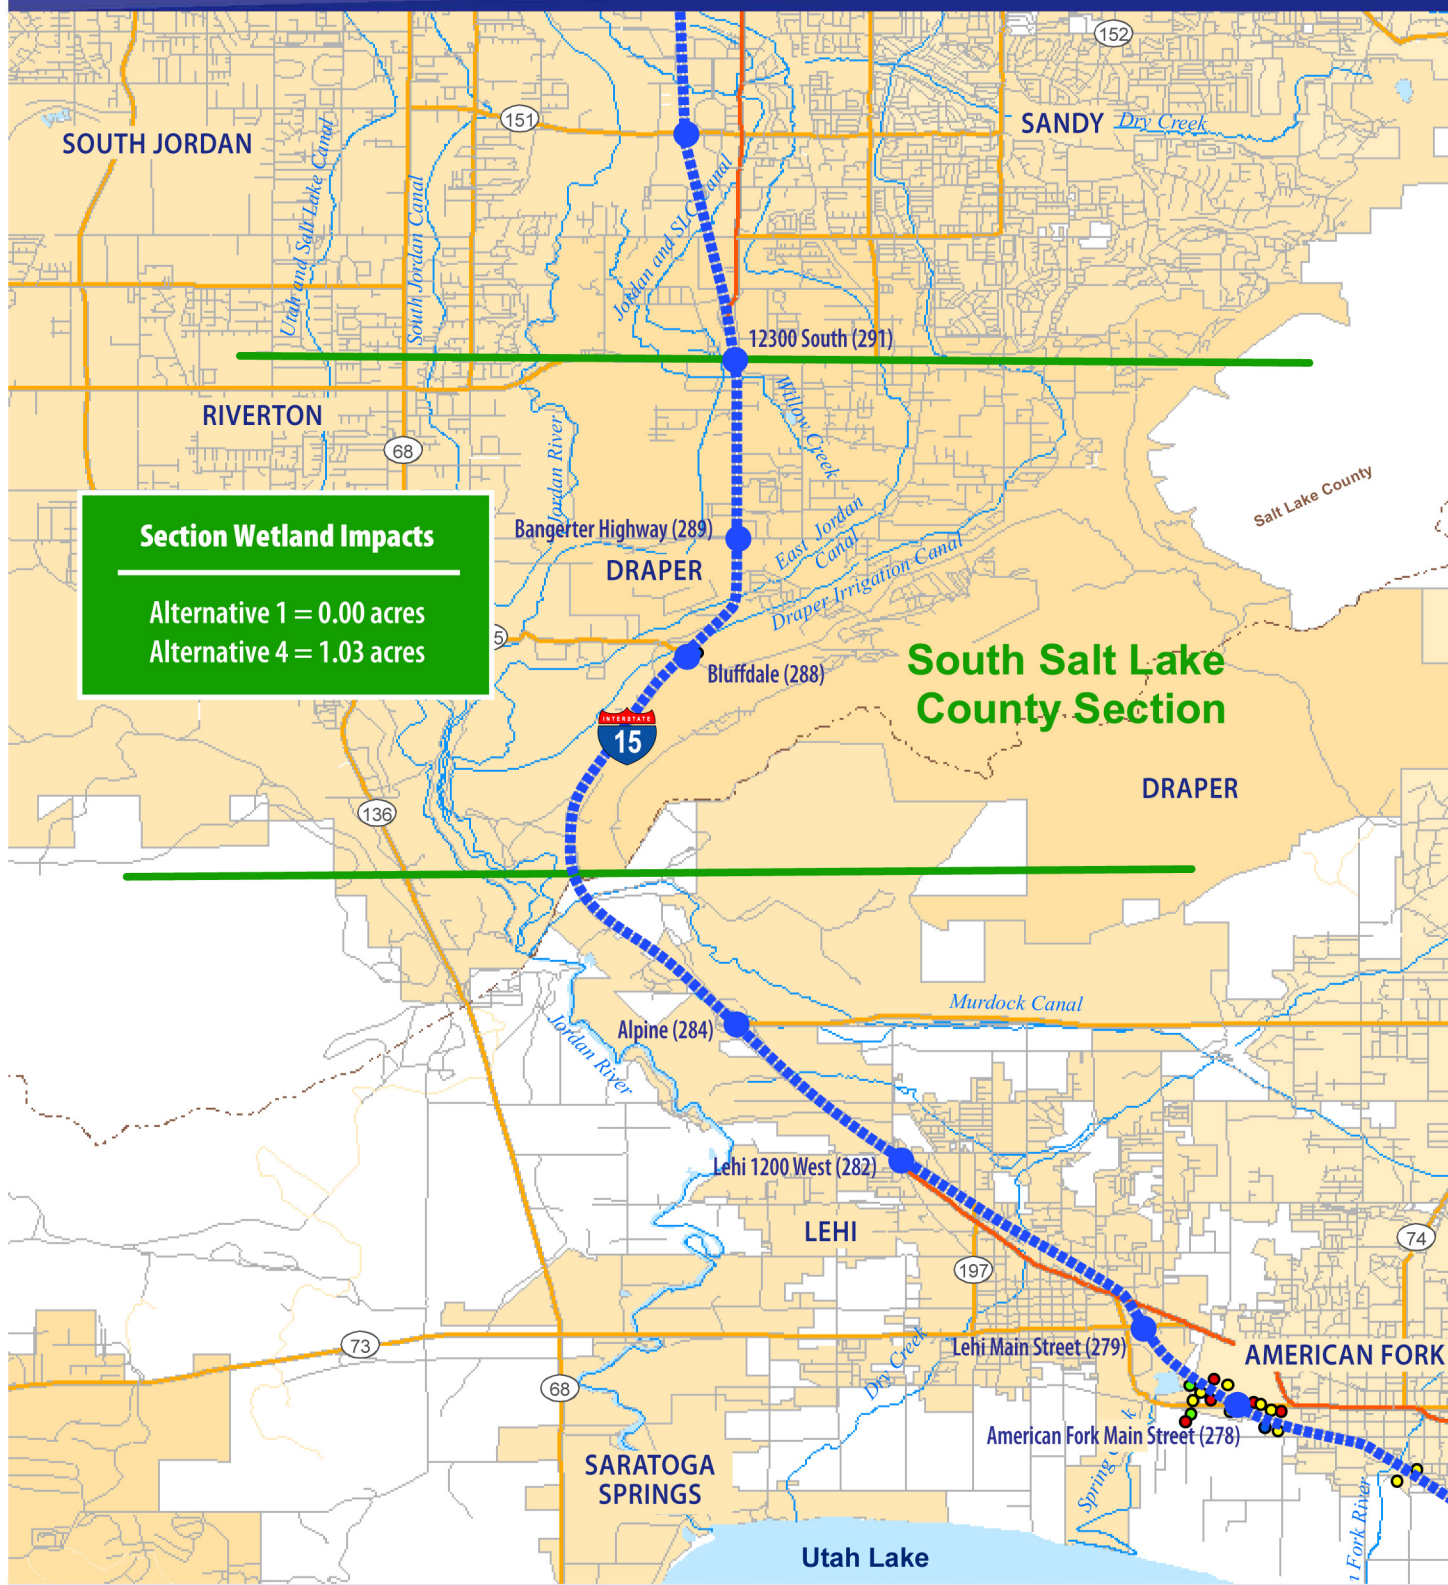 152
SOUTH JORDAN
151
SANDY
Dry Creek
Utah and Salt Lake Canal
South Jordan Canal
Jordan and SLC Canal
12300 South (291)
RIVERTON
68
Willow Creek
Jordan River
Salt Lake County
Section Wetland Impacts
Alternative 1 = 0.00 acres
Alternative 4 = 1.03 acres
Bangerter Highway (289)
DRAPER
East Jordan
Canal
Draper Irrigation Canal
5
Bluffdale (288)
South Salt Lake
County Section
INTERSTATE
15
DRAPER
136
Murdock Canal
Alpine (284)
Jordan River
Lehi 1200 West (282)
LEHI
74
197
73
Lehi Main Street (279)
AMERICAN FORK
68
Dry Creek
American Fork Main Street (278)
SARATOGA
SPRINGS
Spring
Fork River
Utah Lake